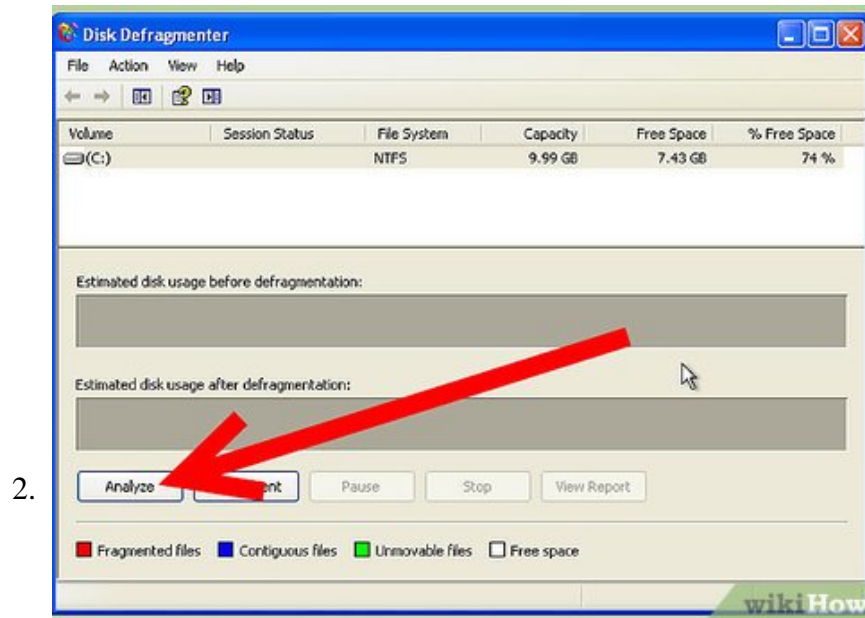 Disk Defragmenter
File Action View Help
Volume Session Status File System Capacity Free Space % Free Space
(C:) NTFS 9.99 GB 7.43 GB 74 %
Estimated disk usage before defragmentation:
Estimated disk usage after defragmentation:
2.
Analyze Pause Stop View Report
Fragmented files Contiguous files Unmovable files Free space
wikiHow